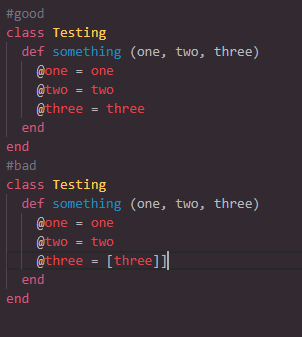 #good
class Testing
  def something (one, two, three)
    @one = one
    @two = two
    @three = three
  end
end
#bad
class Testing
  def something (one, two, three)
    @one = one
    @two = two
    @three = [three]]
  end
end